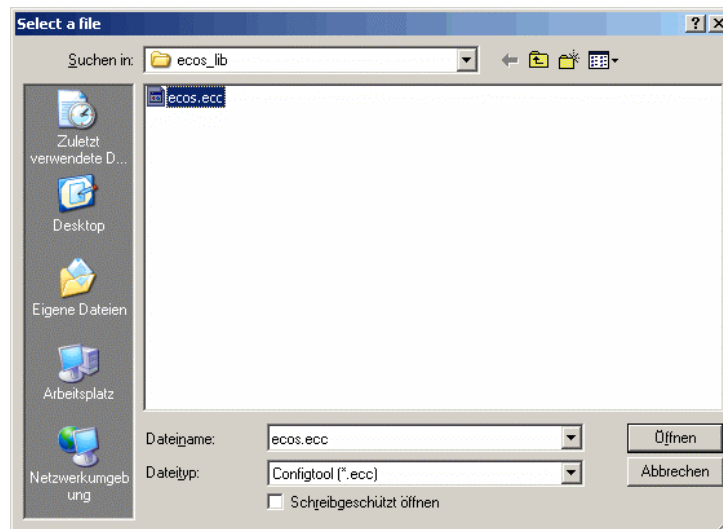 Select a file
Suchen in:
ecos_lib
ecos.ecc
Zuletzt
verwendete D...
Desktop
Eigene Dateien
Arbeitsplatz
Netzwerkumgeb
ung
Dateiname:
ecos.ecc
Öffnen
Dateityp:
Configtool (*.ecc)
Abbrechen
Schreibgeschützt öffnen